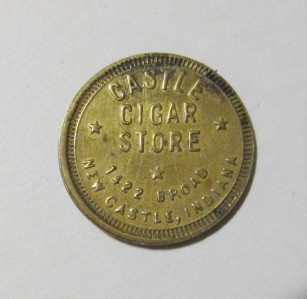 CASTLE
CIGAR
STORE
1422 BROAD
NEW CASTLE, INDIANA